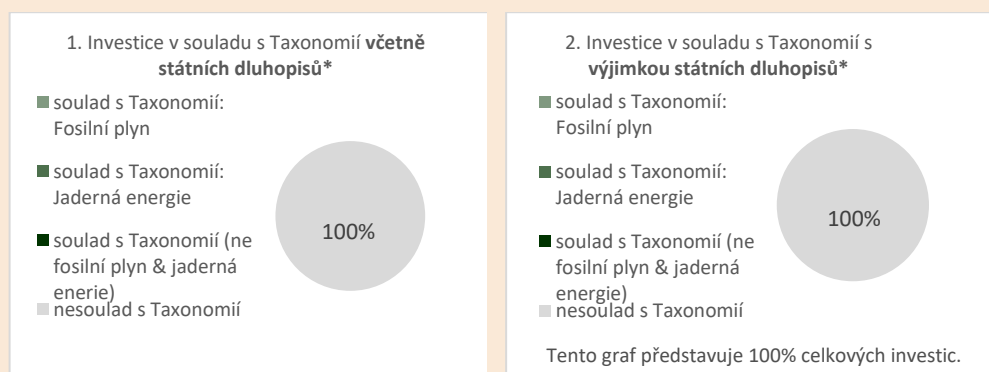 1. Investice v souladu s Taxonomií včetně
státních dluhopisů*
soulad s Taxonomií:
Fosilní plyn
soulad s Taxonomií:
Jaderná energie
soulad s Taxonomií (ne
fosilní plyn & jaderná
enerie)
nesoulad s Taxonomií
100%
2. Investice v souladu s Taxonomií s
výjimkou státních dluhopisů*
soulad s Taxonomií:
Fosilní plyn
soulad s Taxonomií:
Jaderná energie
soulad s Taxonomií (ne
fosilní plyn & jaderná
energie)
nesoulad s Taxonomií
100%
Tento graf představuje 100% celkových investic.